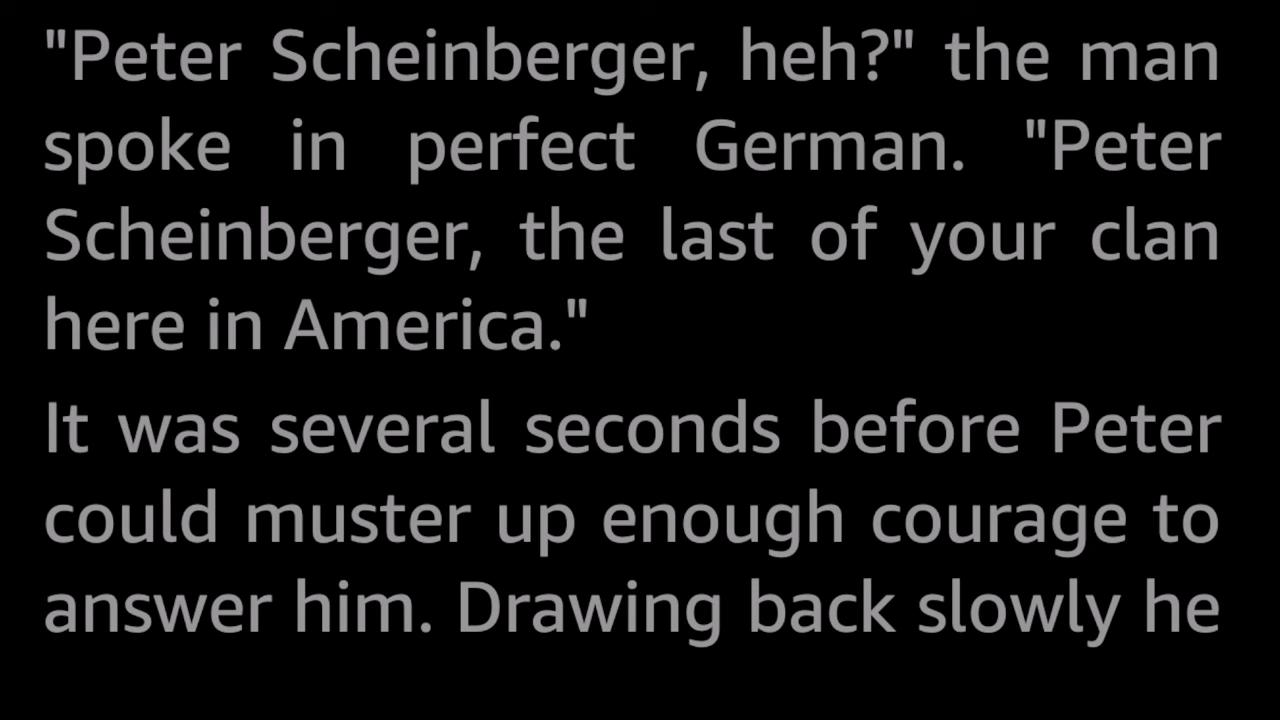 "Peter Scheinberger, heh?" the man
spoke in perfect German. "Peter
Scheinberger, the last of your clan
here in America."
It was several seconds before Peter
could muster up enough courage to
answer him. Drawing back slowly he